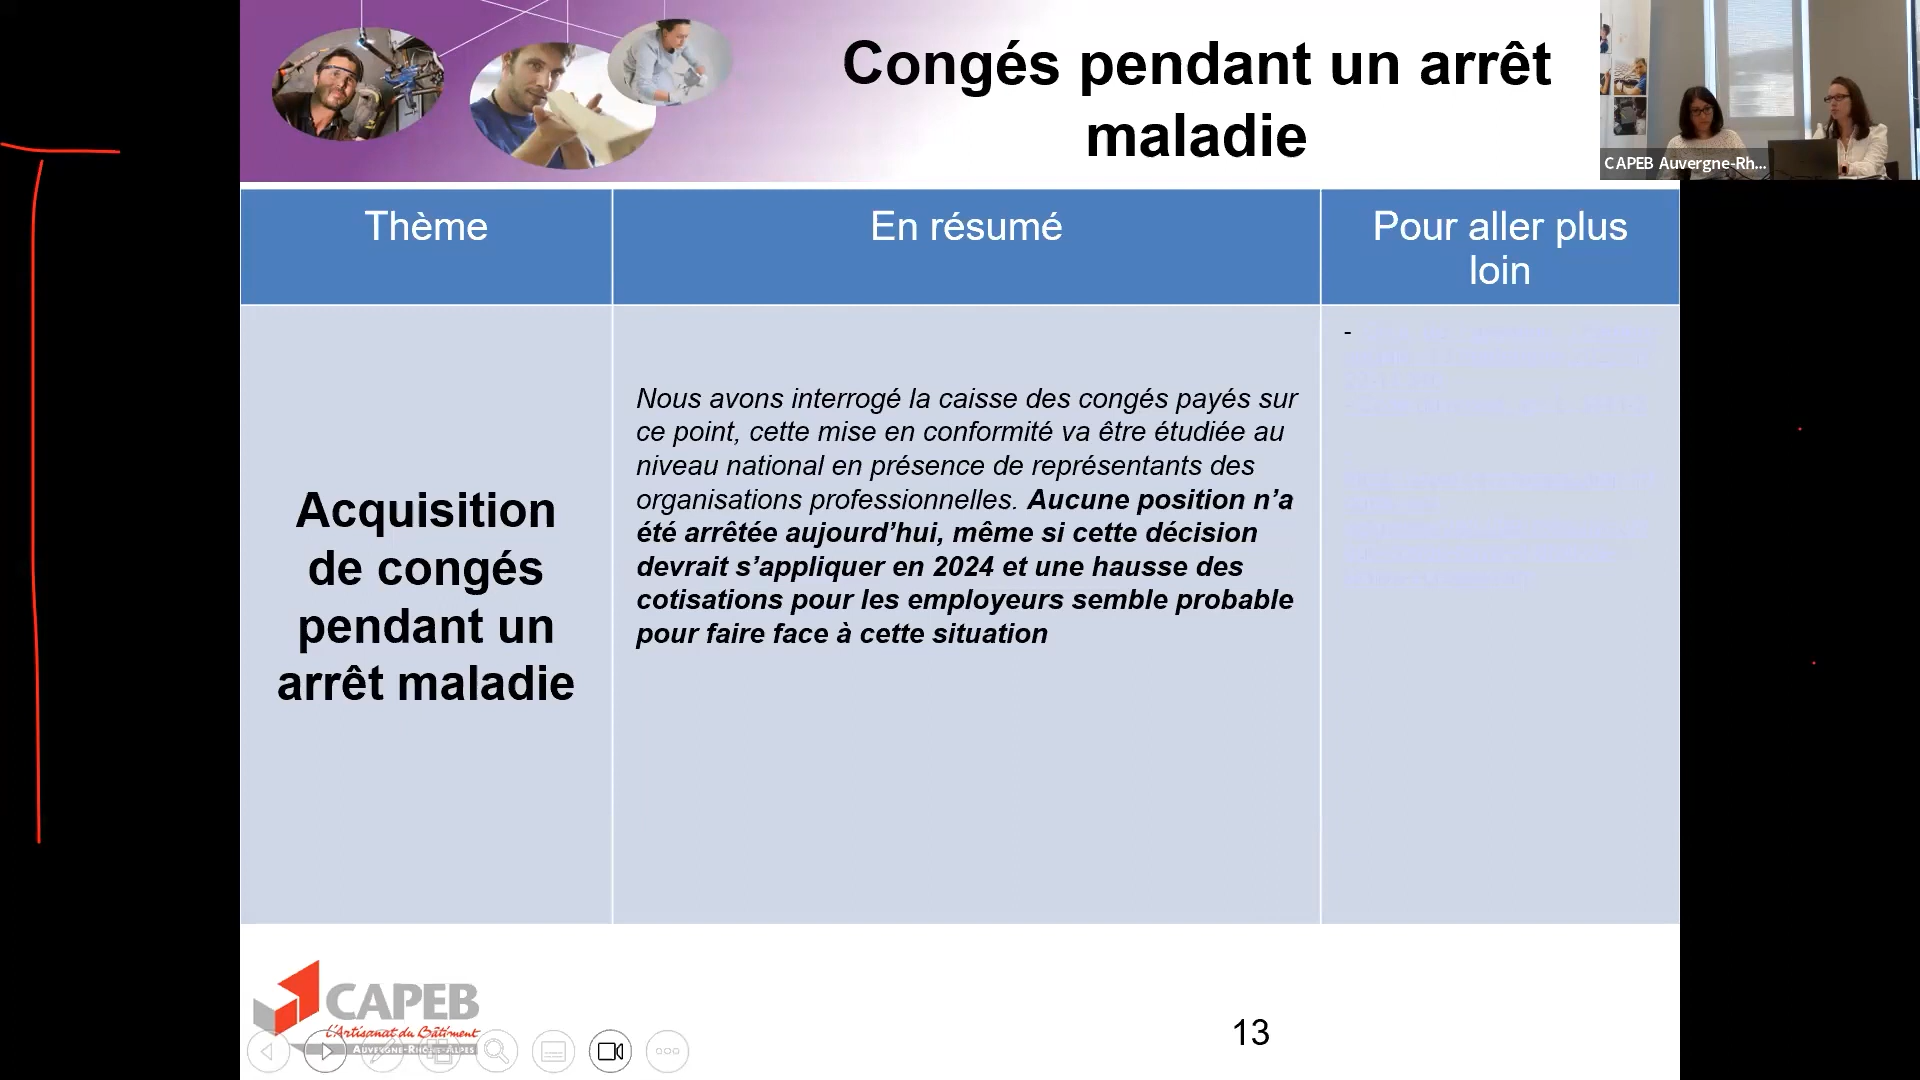 Congés pendant un arrêt
maladie
CAPEB Auvergne-Rh...
Thème
En résumé
Pour aller plus
loin
Acquisition
de congés
pendant un
arrêt maladie
Nous avons interrogé la caisse des congés payés sur
ce point, cette mise en conformité va être étudiée au
niveau national en présence de représentants des
organisations professionnelles. Aucune position n’a
été arrêtée aujourd’hui, même si cette décision
devrait s’appliquer en 2024 et une hausse des
cotisations pour les employeurs semble probable
pour faire face à cette situation
-
CAPEB
L'Artisanat du Bâtiment
AUVERGNE-RHÔNE-ALPES
13